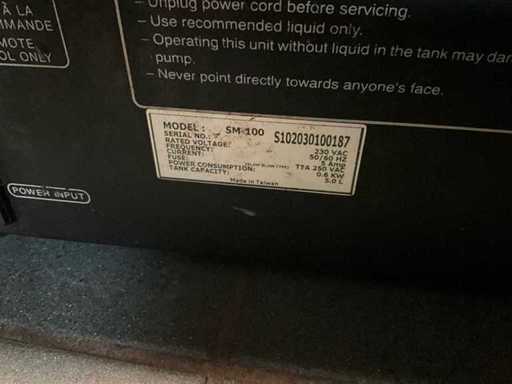 À LA
MMANDE
MOTE
OL ONLY
- Unplug power cord before servicing.
- Use recommended liquid only.
- Operating this unit without liquid in the tank may dam
pump.
- Never point directly towards anyone's face.
MODEL : SM-100
SERIAL NO.: S102030100187
RATED VOLTAGE: 230 VAC
FREQUENCY: 50/60 HZ
CURRENT: 5 Amp
FUSE: T7A 250 VAC
POWER CONSUMPTION: 0.6 KW
TANK CAPACITY: 5.0 L
Made in Taiwan
POWER INPUT